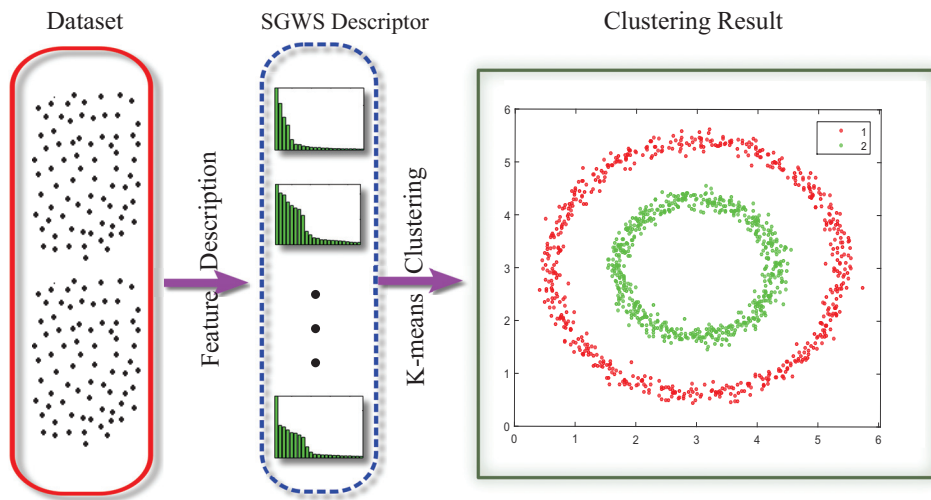 Dataset
SGWS Descriptor
Clustering Result
Feature Description
K-means Clustering
6
5
4
3
2
1
0
0 1 2 3 4 5 6
1
2